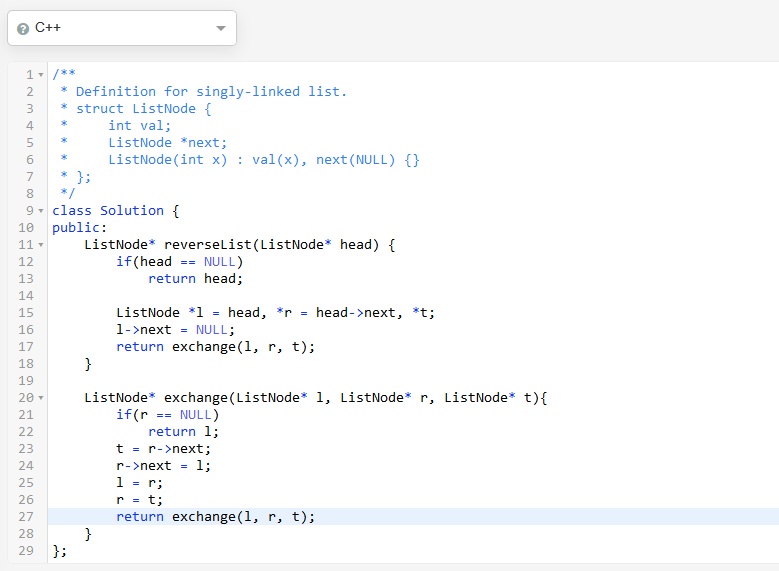 C++
1 /**
2  * Definition for singly-linked list.
3  * struct ListNode {
4  *     int val;
5  *     ListNode *next;
6  *     ListNode(int x) : val(x), next(NULL) {}
7  * };
8  */
9 class Solution {
10 public:
11     ListNode* reverseList(ListNode* head) {
12         if(head == NULL)
13             return head;
14
15         ListNode *l = head, *r = head->next, *t;
16         l->next = NULL;
17         return exchange(l, r, t);
18     }
19
20     ListNode* exchange(ListNode* l, ListNode* r, ListNode* t){
21         if(r == NULL)
22             return l;
23         t = r->next;
24         r->next = l;
25         l = r;
26         r = t;
27         return exchange(l, r, t);
28     }
29 };